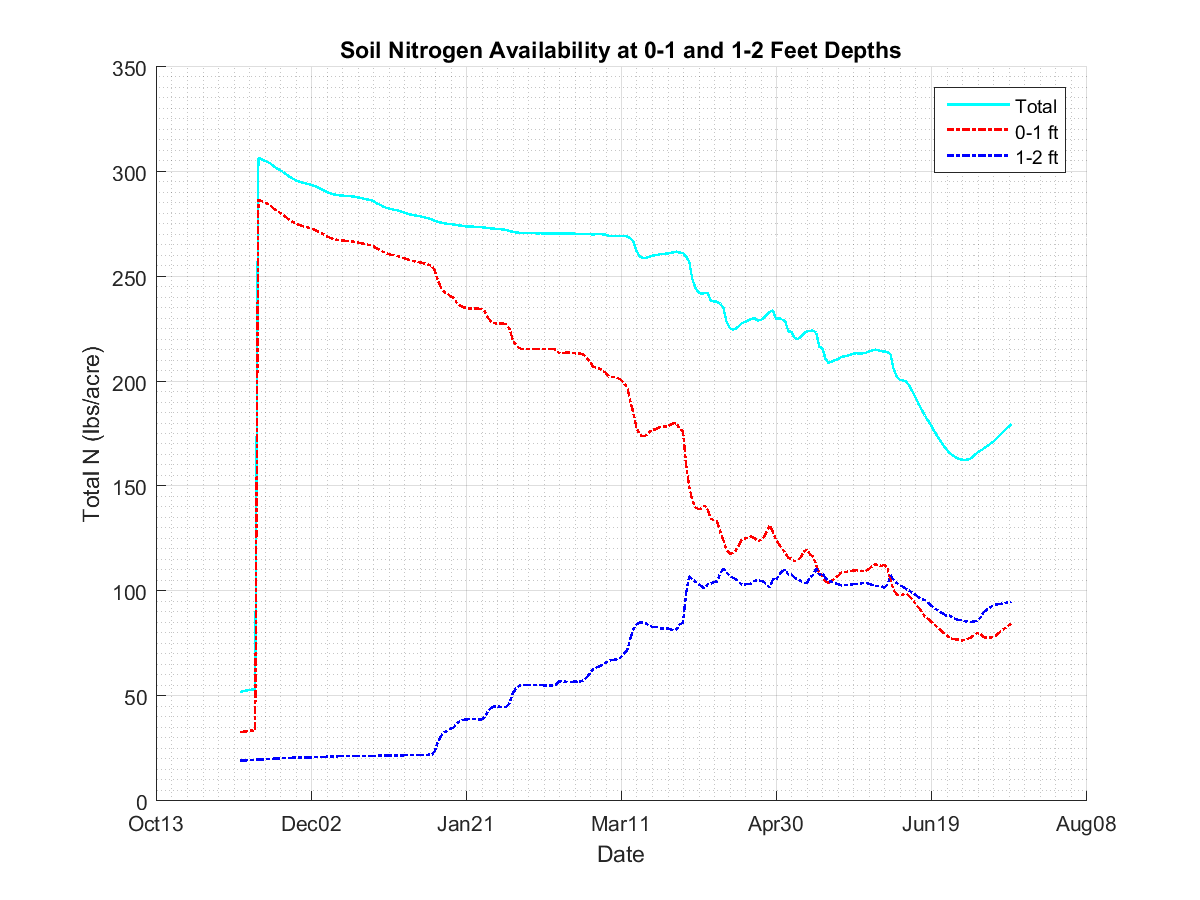 Soil Nitrogen Availability at 0-1 and 1-2 Feet Depths
Total
0-1 ft
1-2 ft
350
300
250
200
150
100
50
0
Total N (lbs/acre)
Oct13 Dec02 Jan21 Mar11 Apr30 Jun19 Aug08
Date